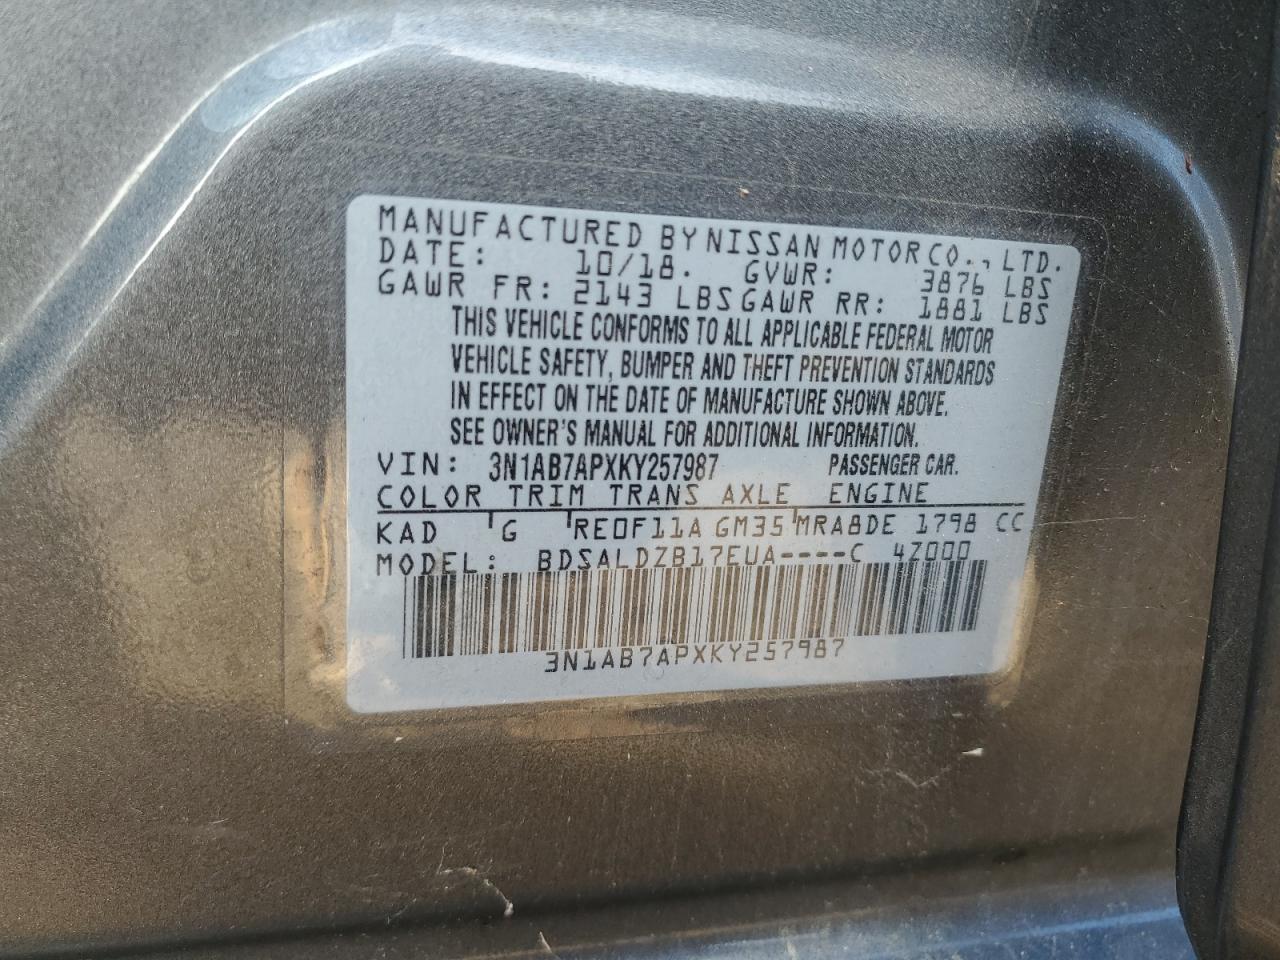 MANUFACTURED BY NISSAN MOTOR CO., LTD.
DATE: 10/18. GVWR: 3876 LBS
GAWR FR: 2143 LBS GAWR RR: 1881 LBS
THIS VEHICLE CONFORMS TO ALL APPLICABLE FEDERAL MOTOR
VEHICLE SAFETY, BUMPER AND THEFT PREVENTION STANDARDS
IN EFFECT ON THE DATE OF MANUFACTURE SHOWN ABOVE.
SEE OWNER'S MANUAL FOR ADDITIONAL INFORMATION.
VIN: 3N1AB7APXKY257987 PASSENGER CAR.
COLOR TRIM TRANS AXLE ENGINE
KAD G RE0F11A GM35 MRA8DE 1798 CC
MODEL: BDSALDZB17EUA----C 4Z000
3N1AB7APXKY257987